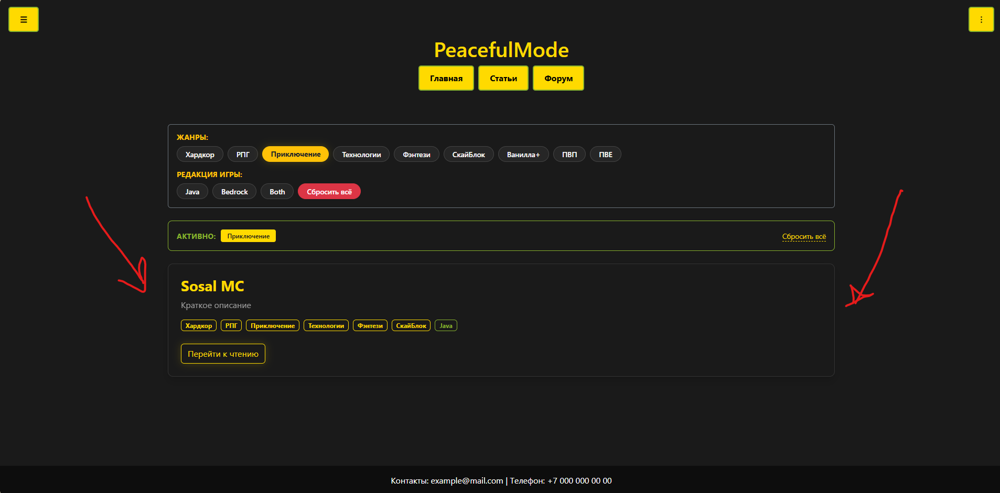 ☰
⋮
PeacefulMode
Главная Статьи Форум
ЖАНРЫ:
Хардкор РПГ Приключение Технологии Фэнтези СкайБлок Ванилла+ ПВП ПВЕ
РЕДАКЦИЯ ИГРЫ:
Java Bedrock Both Сбросить всё
АКТИВНО: Приключение Сбросить всё
Sosal MC
Краткое описание
Хардкор РПГ Приключение Технологии Фэнтези СкайБлок Java
Перейти к чтению
Контакты: example@mail.com | Телефон: +7 000 000 00 00